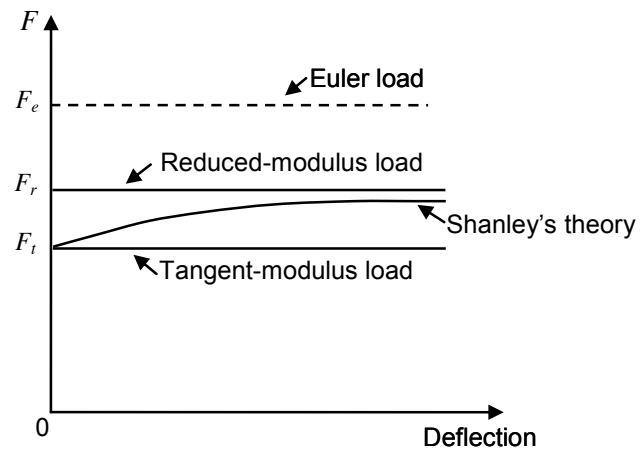 F
Euler load
Fe
Reduced-modulus load
Fr
Shanley's theory
Ft
Tangent-modulus load
0
Deflection